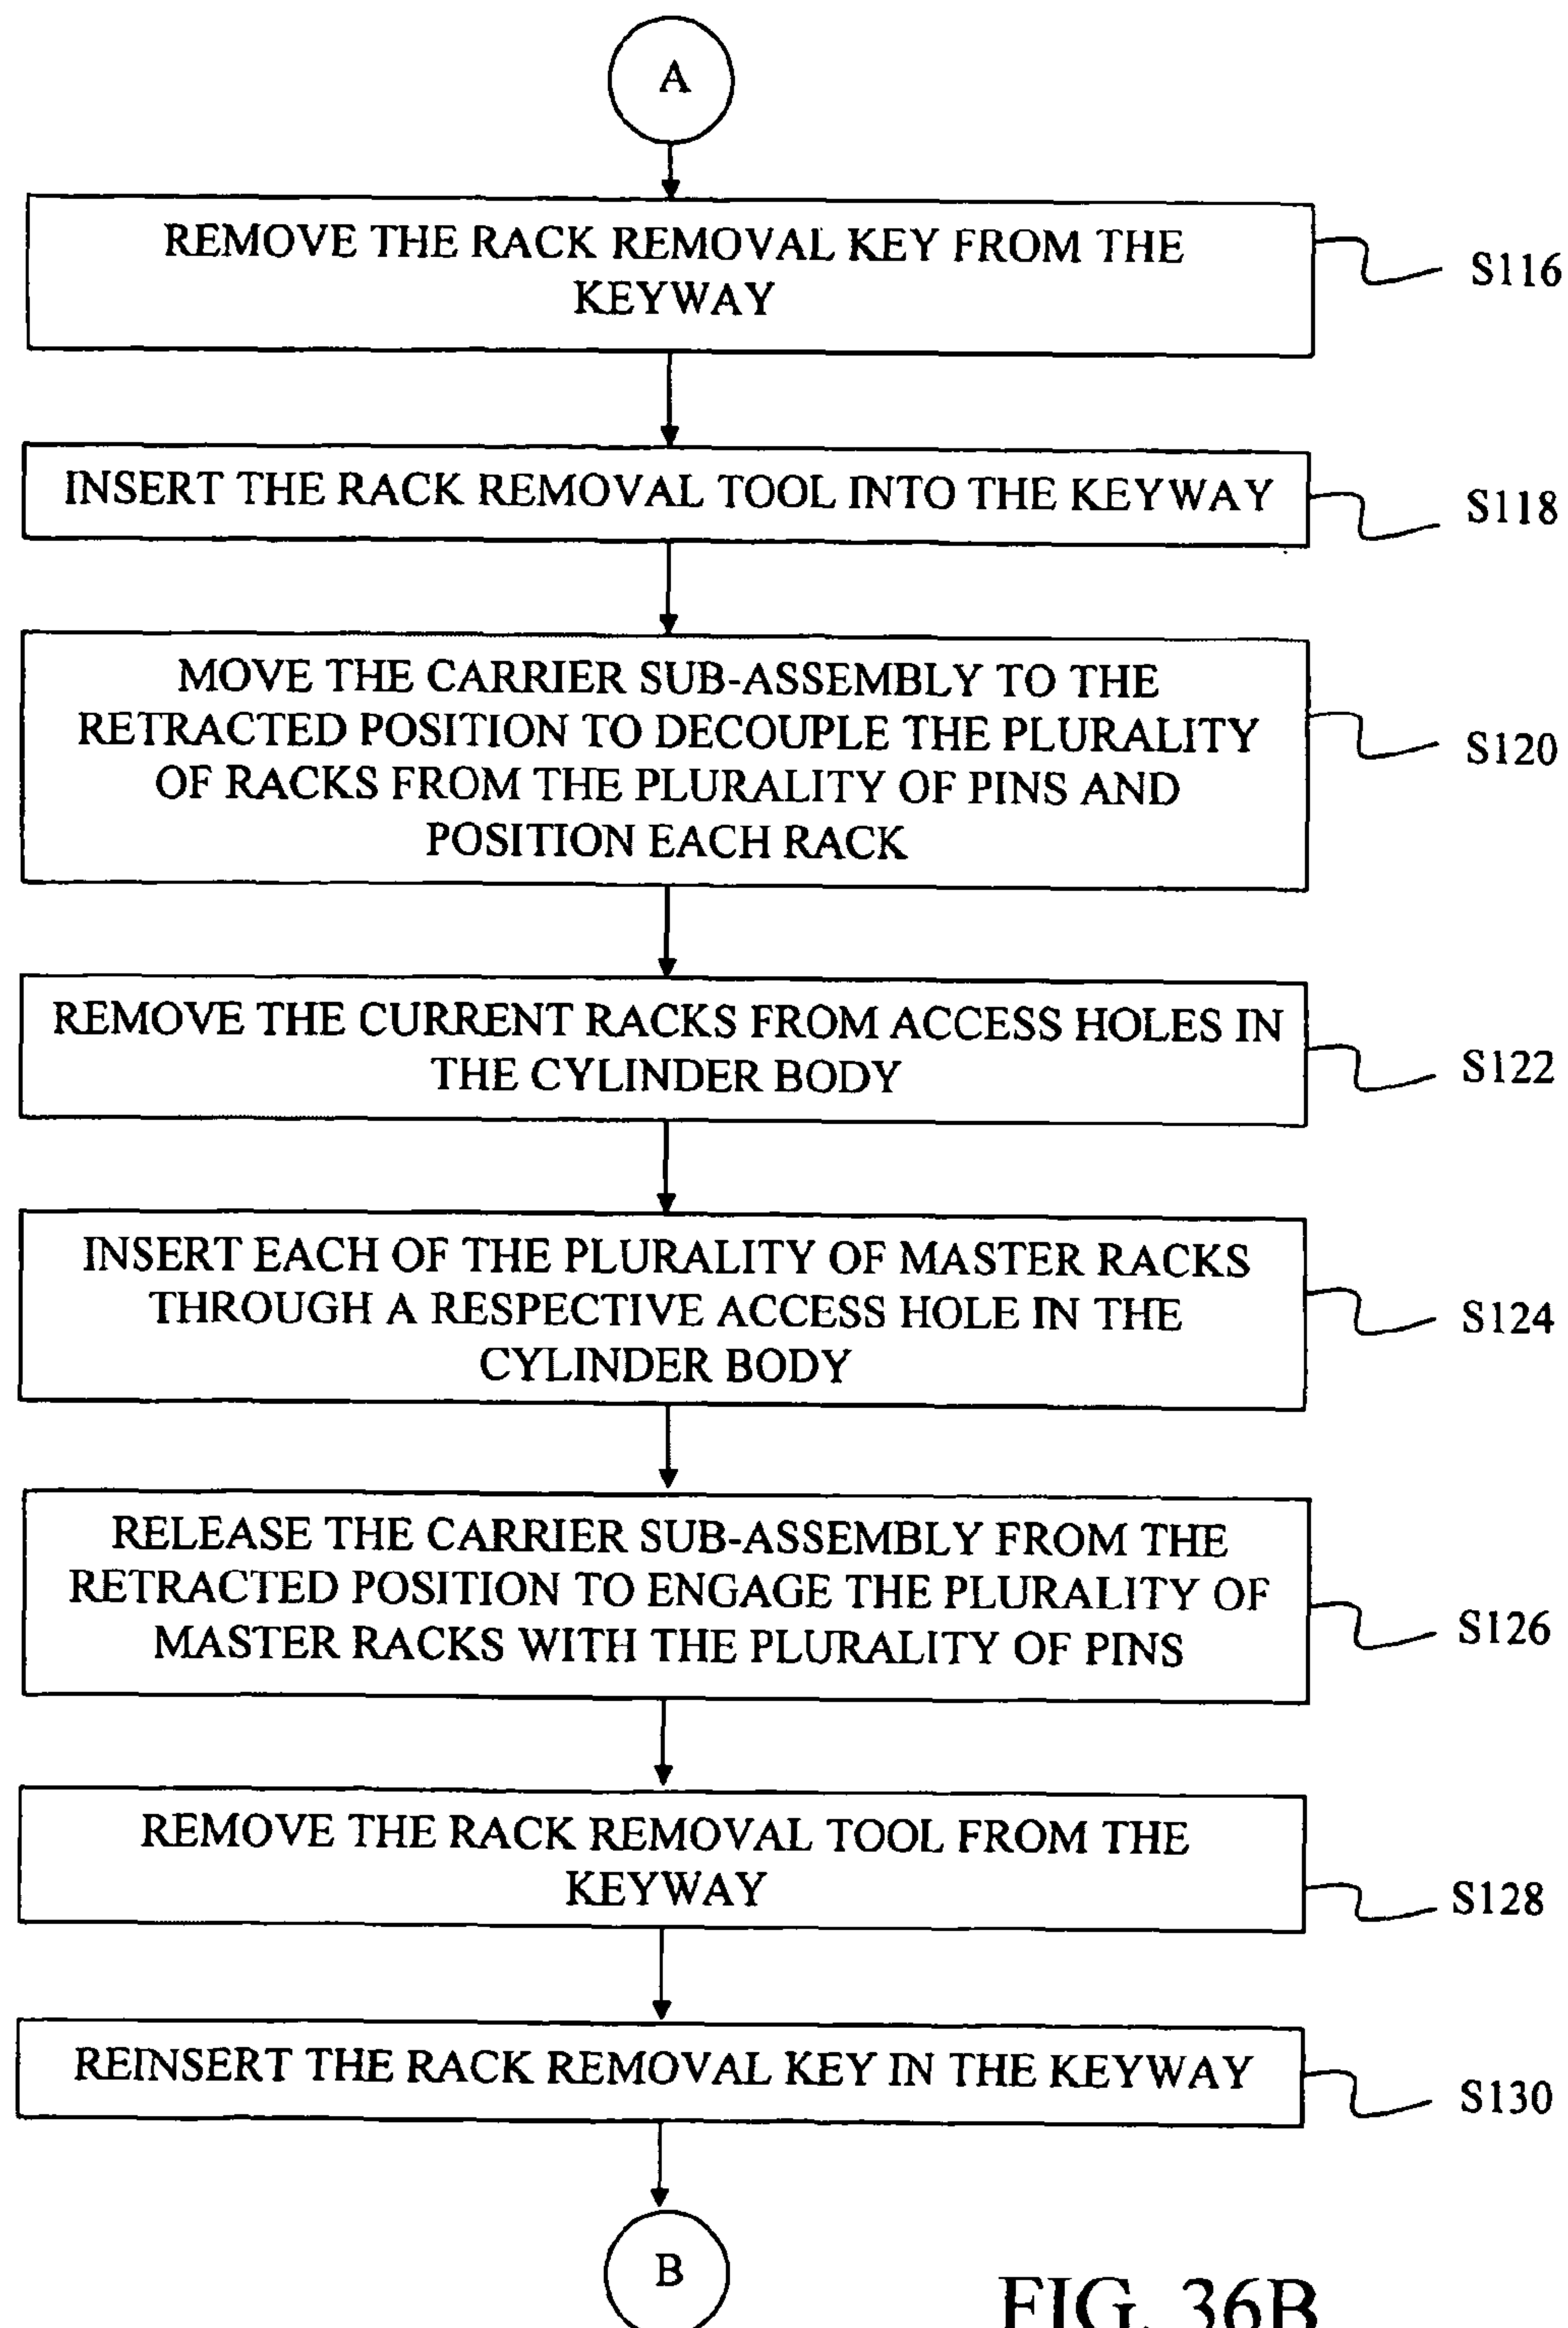 A
REMOVE THE RACK REMOVAL KEY FROM THE
KEYWAY
S116
INSERT THE RACK REMOVAL TOOL INTO THE KEYWAY
S118
MOVE THE CARRIER SUB-ASSEMBLY TO THE
RETRACTED POSITION TO DECOUPLE THE PLURALITY
OF RACKS FROM THE PLURALITY OF PINS AND
POSITION EACH RACK
S120
REMOVE THE CURRENT RACKS FROM ACCESS HOLES IN
THE CYLINDER BODY
S122
INSERT EACH OF THE PLURALITY OF MASTER RACKS
THROUGH A RESPECTIVE ACCESS HOLE IN THE
CYLINDER BODY
S124
RELEASE THE CARRIER SUB-ASSEMBLY FROM THE
RETRACTED POSITION TO ENGAGE THE PLURALITY OF
MASTER RACKS WITH THE PLURALITY OF PINS
S126
REMOVE THE RACK REMOVAL TOOL FROM THE
KEYWAY
S128
REINSERT THE RACK REMOVAL KEY IN THE KEYWAY
S130
B
FIG. 36B